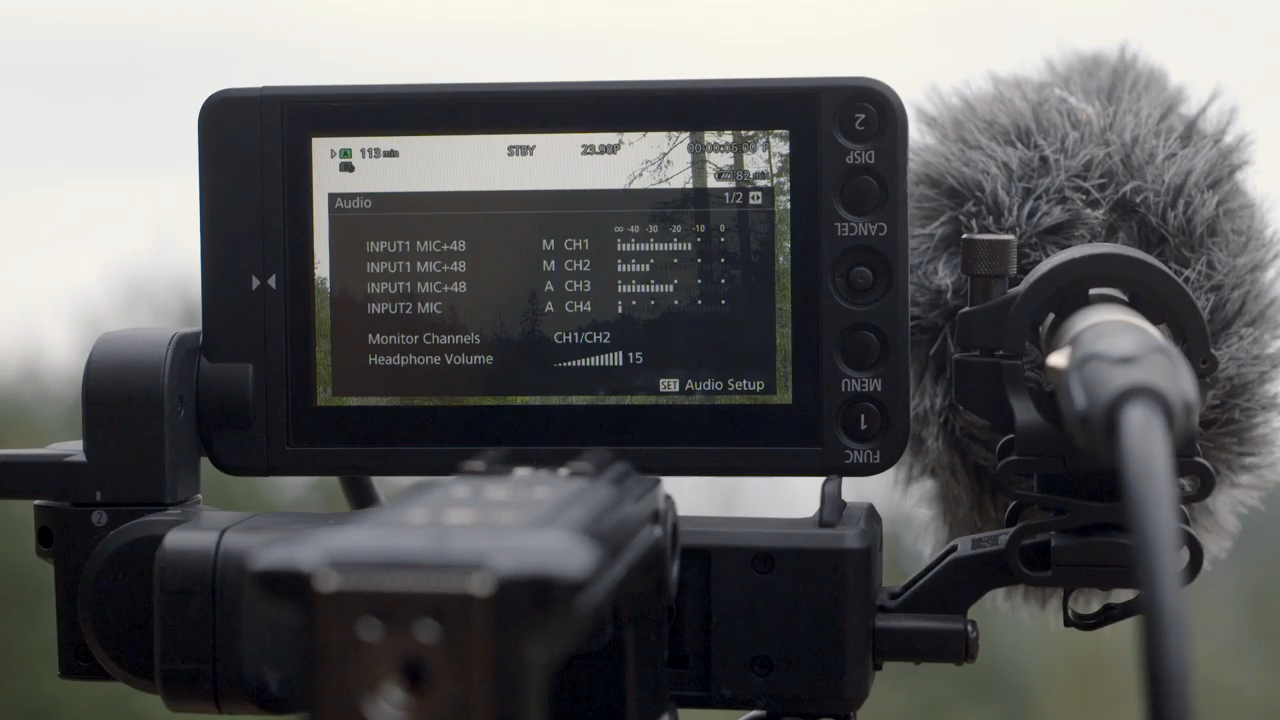 A 113 min STBY 23.98P 00:00:05:00 P
82 min
Audio 1/2
∞ -40 -30 -20 -10 0
INPUT1 MIC+48 M CH1
INPUT1 MIC+48 M CH2
INPUT1 MIC+48 A CH3
INPUT2 MIC A CH4
Monitor Channels CH1/CH2
Headphone Volume 15
SET Audio Setup
2
DISP
CANCEL
MENU
1
FUNC
2